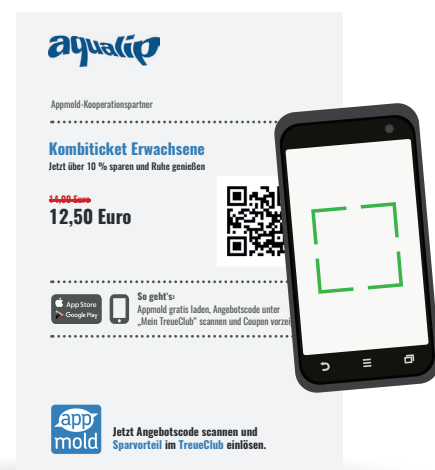 aqualip
Appmold-Kooperationspartner
Kombiticket Erwachsene
Jetzt über 10 % sparen und Ruhe genießen
14,00 Euro
12,50 Euro
So geht's:
App Store
Google Play
Appmold gratis laden, Angebotscode unter
„Mein TreueClub" scannen und Coupon
app
mold
Jetzt Angebotscode scannen und
Sparvorteil im TreueClub einlösen.